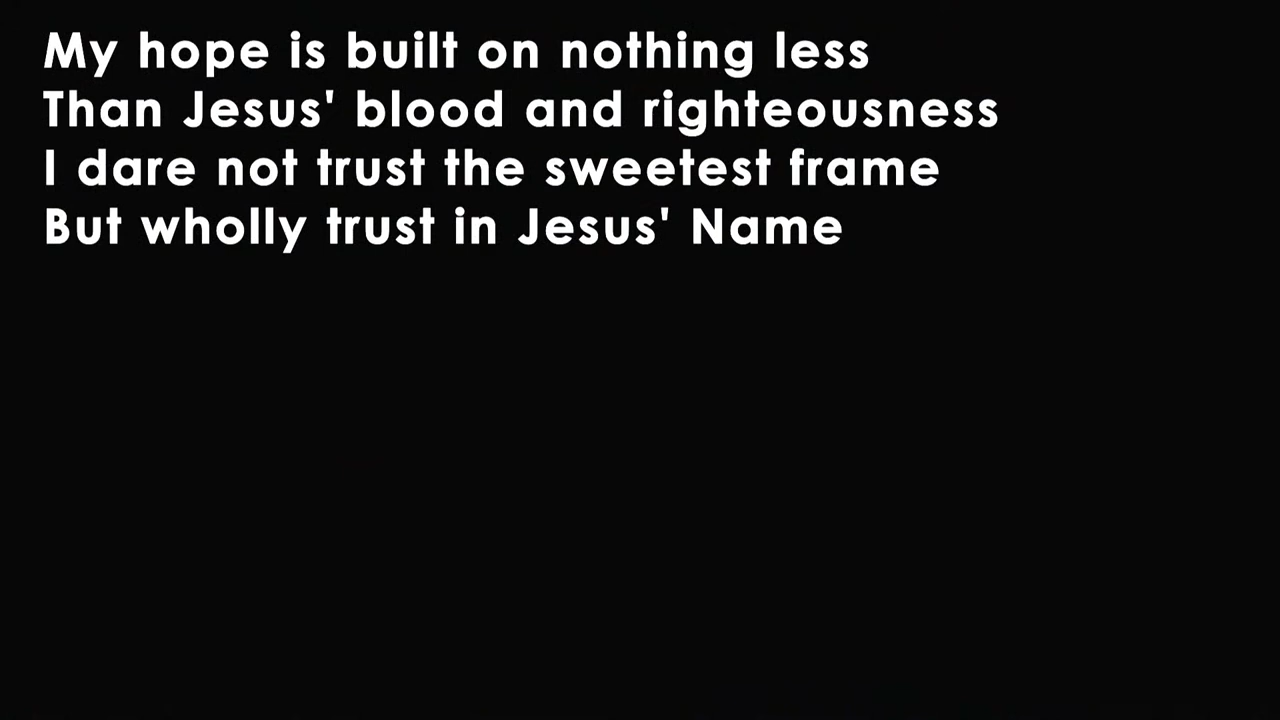 My hope is built on nothing less
Than Jesus' blood and righteousness
I dare not trust the sweetest frame
But wholly trust in Jesus' Name